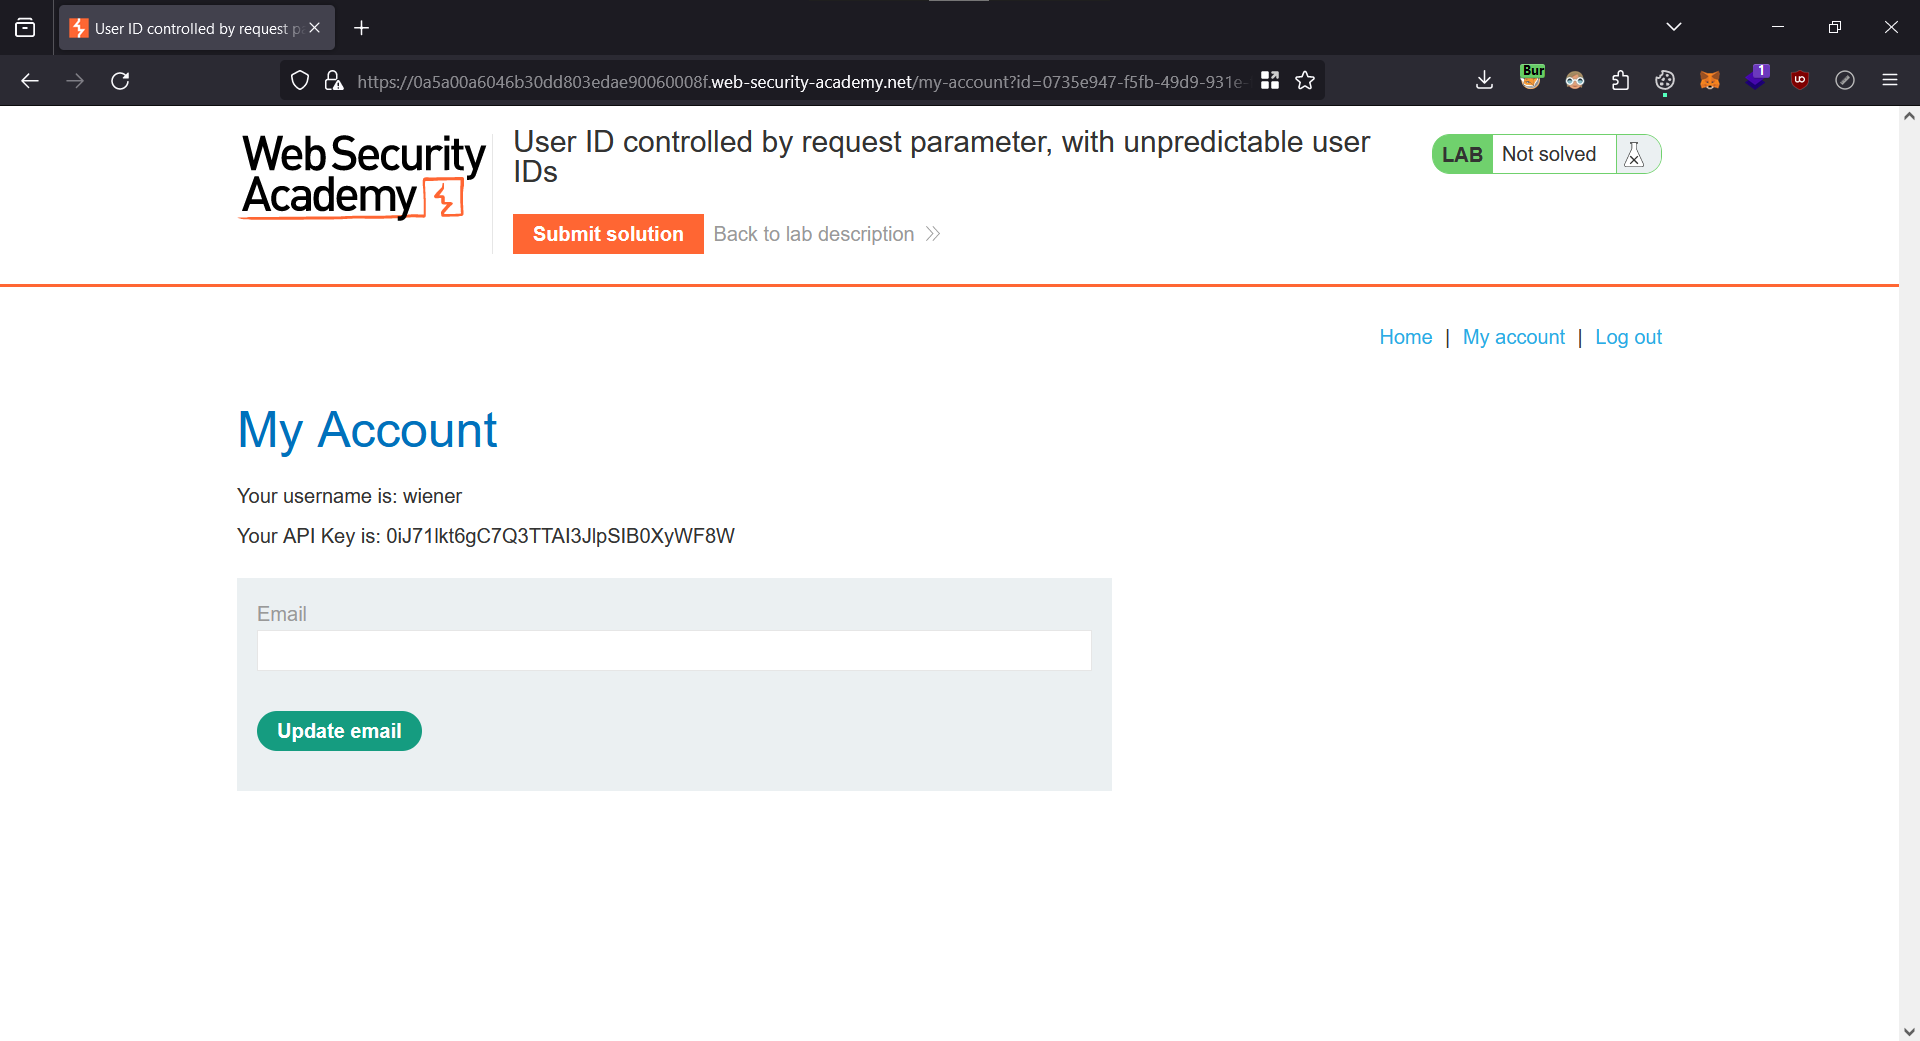 User ID controlled by request p
https://0a5a00a6046b30dd803edae90060008f.web-security-academy.net/my-account?id=0735e947-f5fb-49d9-931e-
Bur
1
Web Security
Academy
User ID controlled by request parameter, with unpredictable user
IDs
LAB Not solved
Submit solution
Back to lab description
Home | My account | Log out
My Account
Your username is: wiener
Your API Key is: 0iJ71lkt6gC7Q3TTAI3JlpSIB0XyWF8W
Email
Update email